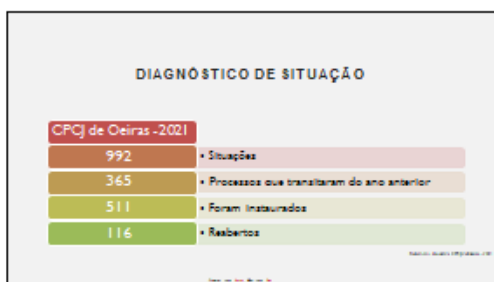 DIAGNÓSTICO DE SITUAÇÃO
CPCJ de Oeiras -2021
992 • Situações
365 • Processos que transitaram do ano anterior
511 • Foram instaurados
116 • Reabertos